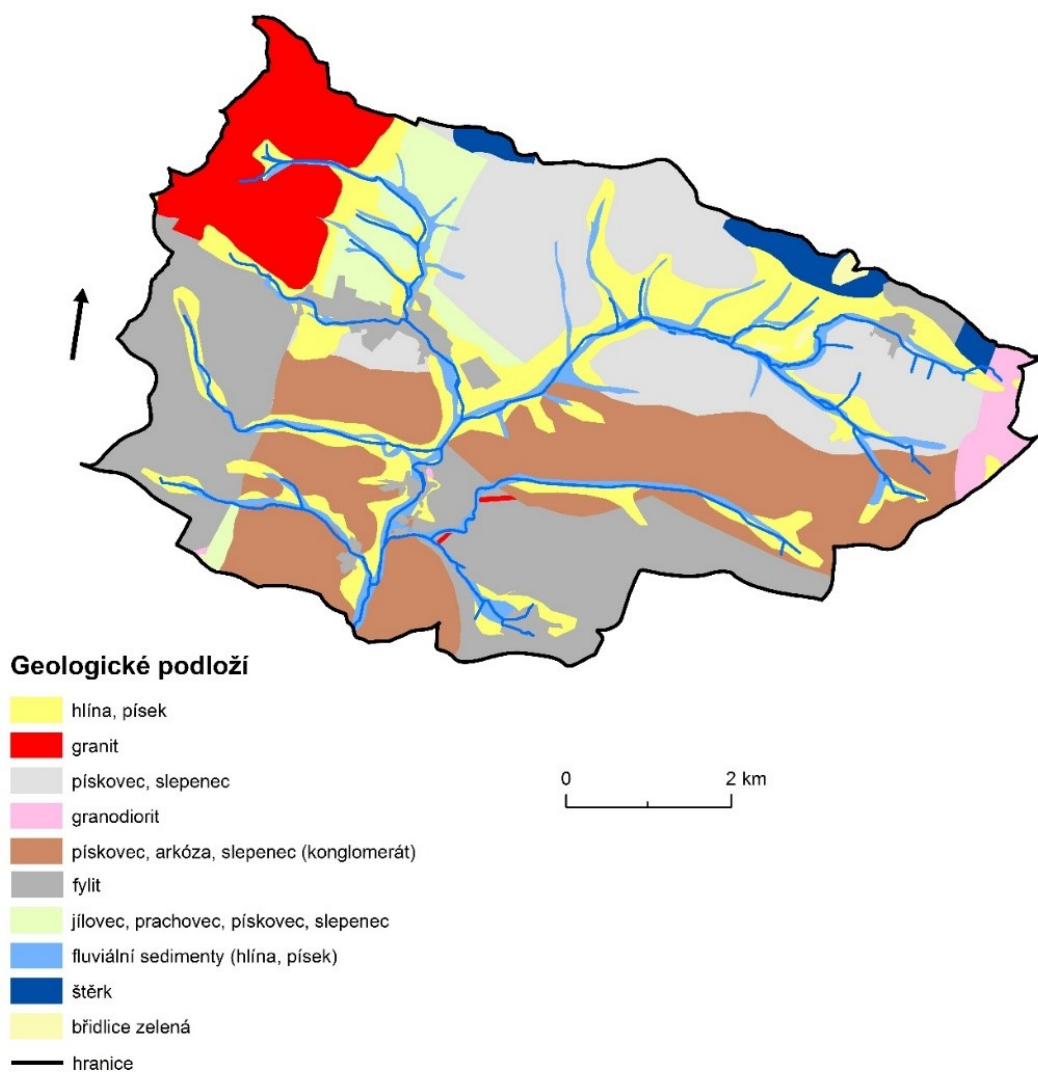 Geologické podloží
hlína, písek
granit
pískovec, slepenec
granodiorit
pískovec, arkóza, slepenec (konglomerát)
fylit
jílovec, prachovec, pískovec, slepenec
fluviální sedimenty (hlína, písek)
štěrk
břidlice zelená
hranice
0 2 km